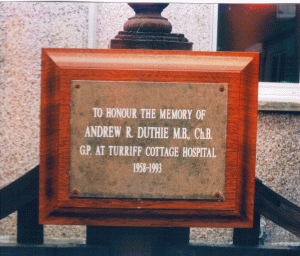 TO HONOUR THE MEMORY OF
ANDREW R. DUTHIE M.B., Ch.B.
G.P. AT TURRIFF COTTAGE HOSPITAL
1958-1993